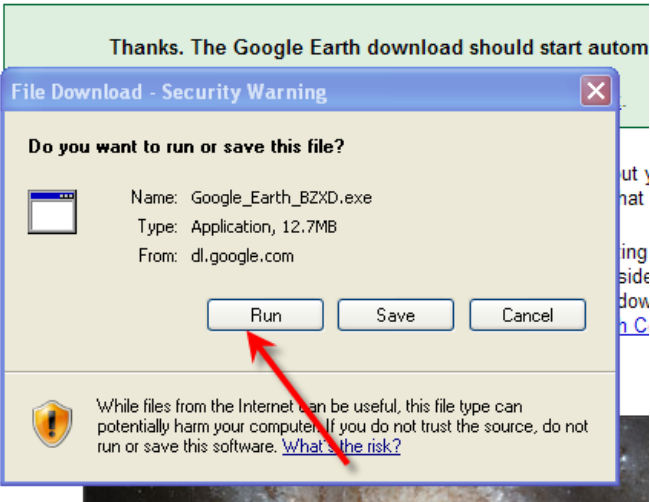 Thanks. The Google Earth download should start autom
File Download - Security Warning
Do you want to run or save this file?
Name: Google_Earth_BZXD.exe
Type: Application, 12.7MB
From: dl.google.com
Run Save Cancel
While files from the Internet can be useful, this file type can
potentially harm your computer. If you do not trust the source, do not
run or save this software. What's the risk?